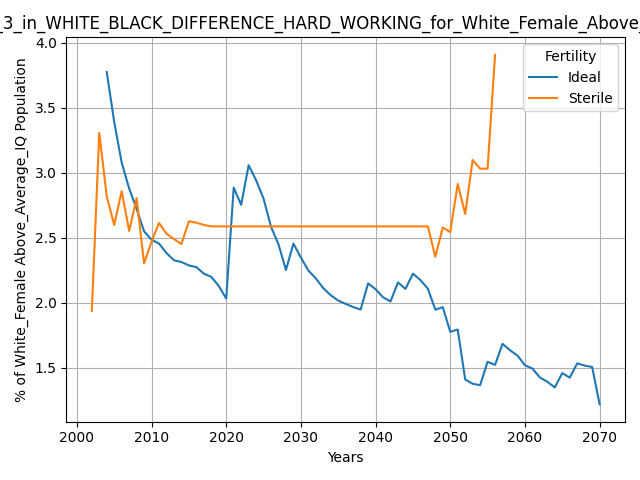 _3_in_WHITE_BLACK_DIFFERENCE_HARD_WORKING_for_White_Female_Above_
4.0
3.5
3.0
2.5
2.0
1.5
% of White_Female Above_Average_IQ Population
Fertility
Ideal
Sterile
2000 2010 2020 2030 2040 2050 2060 2070
Years